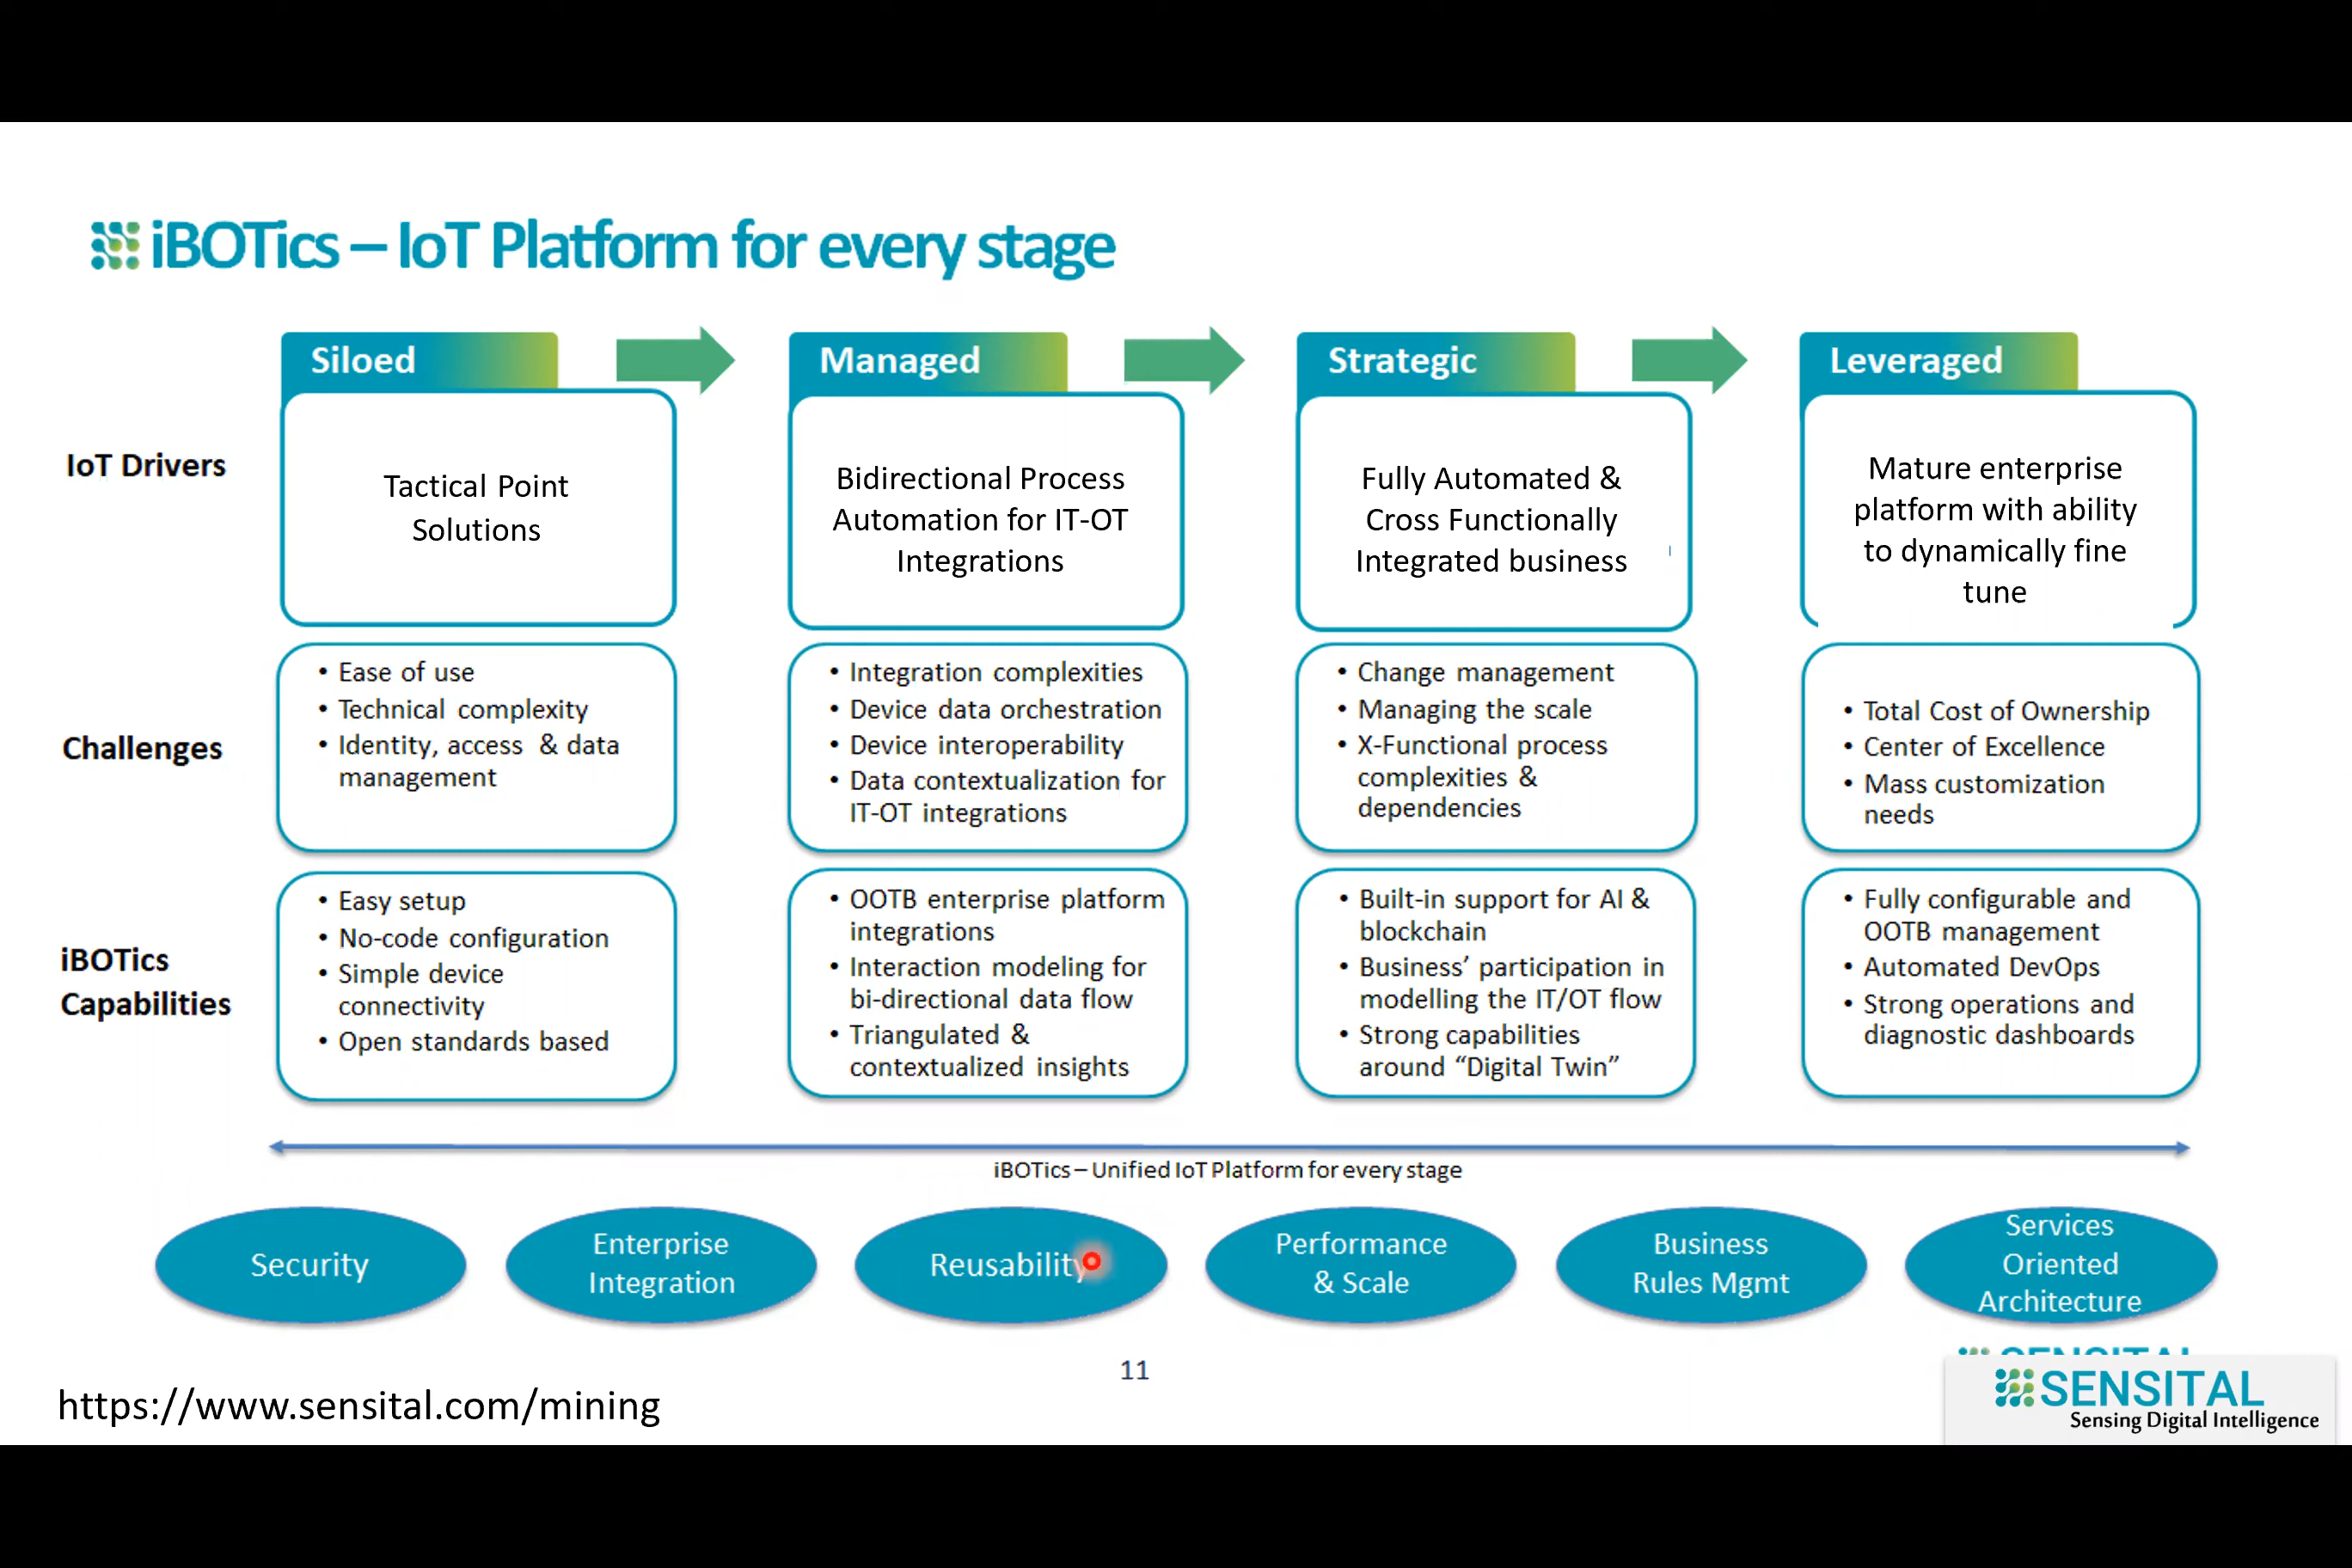 iBOTics – IoT Platform for every stage
Siloed
Managed
Strategic
Leveraged
IoT Drivers
Tactical Point
Solutions
Bidirectional Process
Automation for IT-OT
Integrations
Fully Automated &
Cross Functionally
Integrated business
Mature enterprise
platform with ability
to dynamically fine
tune
Challenges
• Ease of use
• Technical complexity
• Identity, access & data
management
• Integration complexities
• Device data orchestration
• Device interoperability
• Data contextualization for
IT-OT integrations
• Change management
• Managing the scale
• X-Functional process
complexities &
dependencies
• Total Cost of Ownership
• Center of Excellence
• Mass customization
needs
iBOTics
Capabilities
• Easy setup
• No-code configuration
• Simple device
connectivity
• Open standards based
• OOTB enterprise platform
integrations
• Interaction modeling for
bi-directional data flow
• Triangulated &
contextualized insights
• Built-in support for AI &
blockchain
• Business’ participation in
modelling the IT/OT flow
• Strong capabilities
around “Digital Twin”
• Fully configurable and
OOTB management
• Automated DevOps
• Strong operations and
diagnostic dashboards
iBOTics – Unified IoT Platform for every stage
Security
Enterprise
Integration
Reusability
Performance
& Scale
Business
Rules Mgmt
Services
Oriented
Architecture
11
https://www.sensital.com/mining
SENSITAL
SENSITAL
Sensing Digital Intelligence